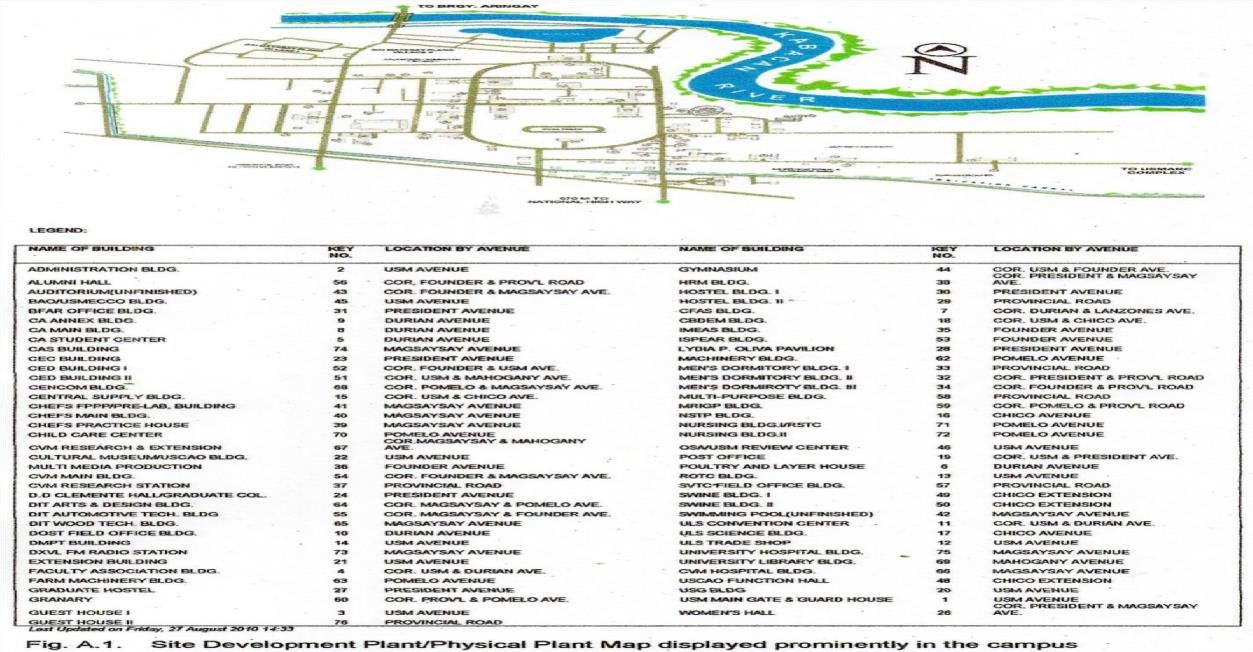 TO BRGY. ARINGAY
KABACAN RIVER
N
TO USMARC
COMPLEX
570 M TO
NATIONAL HIGH WAY
LEGEND:
NAME OF BUILDING KEY NO. LOCATION BY AVENUE NAME OF BUILDING KEY NO. LOCATION BY AVENUE
ADMINISTRATION BLDG. 2 USM AVENUE GYMNASIUM 44 COR. USM & FOUNDER AVE.
ALUMNI HALL 56 COR, FOUNDER & PROV'L ROAD HRM BLDG. 38 COR. PRESIDENT & MAGSAYSAY AVE.
AUDITORIUM(UNFINISHED) 43 COR. FOUNDER & MAGSAYSAY AVE. HOSTEL BLDG. I 30 PRESIDENT AVENUE
BAO/USMECCO BLDG. 45 USM AVENUE HOSTEL BLDG. II 29 PROVINCIAL ROAD
BFAR OFFICE BLDG. 31 PRESIDENT AVENUE CFAS BLDG. 7 COR. DURIAN & LANZONES AVE.
CA ANNEX BLDG. 9 DURIAN AVENUE CBDEM BLDG. 18 COR. USM & CHICO AVE.
CA MAIN BLDG. 8 DURIAN AVENUE IMEAS BLDG. 35 FOUNDER AVENUE
CA STUDENT CENTER 5 DURIAN AVENUE ISPEAR BLDG. 53 FOUNDER AVENUE
CAS BUILDING 74 MAGSAYSAY AVENUE LYDIA P. OLIVA PAVILION 28 PRESIDENT AVENUE
CEC BUILDING 23 PRESIDENT AVENUE MACHINERY BLDG. 62 POMELO AVENUE
CED BUILDING I 52 COR. FOUNDER & USM AVE. MEN'S DORMITORY BLDG. I 33 PROVINCIAL ROAD
CED BUILDING II 51 COR. USM & MAHOGANY AVE. MEN'S DORMITORY BLDG. II 32 COR. PRESIDENT & PROV'L ROAD
CENCOM BLDG. 68 COR. POMELO & MAGSAYSAY AVE. MEN'S DORMIROTY BLDG. III 34 COR. FOUNDER & PROV'L ROAD
CENTRAL SUPPLY BLDG. 15 COR. USM & CHICO AVE. MULTI-PURPOSE BLDG. 58 PROVINCIAL ROAD
CHEFS FPPP/PRE-LAB, BUILDING 41 MAGSAYSAY AVENUE MRIGP BLDG. 59 COR. POMELO & PROV'L ROAD
CHEFS MAIN BLDG. 40 MAGSAYSAY AVENUE NSTP BLDG. 16 CHICO AVENUE
CHEFS PRACTICE HOUSE 39 MAGSAYSAY AVENUE NURSING BLDG.I/RSTC 71 POMELO AVENUE
CHILD CARE CENTER 70 POMELO AVENUE NURSING BLDG.II 72 POMELO AVENUE
CVM RESEARCH & EXTENSION 67 COR.MAGSAYSAY & MAHOGANY AVE. OSA/USM REVIEW CENTER 46 USM AVENUE
CULTURAL MUSEUM/USCAO BLDG. 22 USM AVENUE POST OFFICE 19 COR. USM & PRESIDENT AVE.
MULTI MEDIA PRODUCTION 36 FOUNDER AVENUE POULTRY AND LAYER HOUSE 6 DURIAN AVENUE
CVM MAIN BLDG. 54 COR. FOUNDER & MAGSAYSAY AVE. ROTC BLDG. 13 USM AVENUE
CVM RESEARCH STATION 37 PROVINCIAL ROAD SVTC FIELD OFFICE BLDG. 57 PROVINCIAL ROAD
D.D CLEMENTE HALL/GRADUATE COL. 24 PRESIDENT AVENUE SWINE BLDG. I 49 CHICO EXTENSION
DIT ARTS & DESIGN BLDG. 64 COR. MAGSAYSAY & POMELO AVE. SWINE BLDG. II 50 CHICO EXTENSION
DIT AUTOMOTIVE TECH. BLDG 55 COR. MAGSAYSAY & FOUNDER AVE. SWIMMING POOL(UNFINISHED) 42 MAGSAYSAY AVENUE
DIT WOOD TECH. BLDG. 65 MAGSAYSAY AVENUE ULS CONVENTION CENTER 11 COR. USM & DURIAN AVE.
DOST FIELD OFFICE BLDG. 10 DURIAN AVENUE ULS SCIENCE BLDG. 17 CHICO AVENUE
DMPT BUILDING 14 USM AVENUE ULS TRADE SHOP 12 USM AVENUE
DXVL FM RADIO STATION 73 MAGSAYSAY AVENUE UNIVERSITY HOSPITAL BLDG. 75 MAGSAYSAY AVENUE
EXTENSION BUILDING 21 USM AVENUE UNIVERSITY LIBRARY BLDG. 69 MAHOGANY AVENUE
FACULTY ASSOCIATION BLDG. 4 COR. USM & DURIAN AVE. CVM HOSPITAL BLDG. 66 MAGSAYSAY AVENUE
FARM MACHINERY BLDG. 63 POMELO AVENUE USCAO FUNCTION HALL 48 CHICO EXTENSION
GRADUATE HOSTEL 27 PRESIDENT AVENUE USG BLDG 20 USM AVENUE
GRANARY 60 COR. PROV'L & POMELO AVE. USM MAIN GATE & GUARD HOUSE 1 USM AVENUE
GUEST HOUSE I 3 USM AVENUE WOMEN'S HALL 26 COR. PRESIDENT & MAGSAYSAY AVE.
GUEST HOUSE II 76 PROVINCIAL ROAD
Last Updated on Friday, 27 August 2010 14:33
Fig. A.1. Site Development Plant/Physical Plant Map displayed prominently in the campus